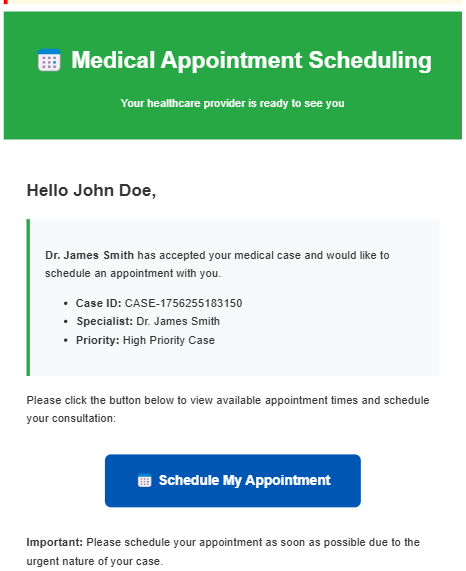 Medical Appointment Scheduling
Your healthcare provider is ready to see you
Hello John Doe,
Dr. James Smith has accepted your medical case and would like to
schedule an appointment with you.
• Case ID: CASE-1756255183150
• Specialist: Dr. James Smith
• Priority: High Priority Case
Please click the button below to view available appointment times and schedule
your consultation:
Schedule My Appointment
Important: Please schedule your appointment as soon as possible due to the
urgent nature of your case.